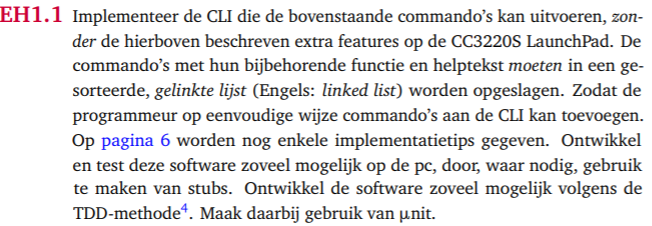 EH1.1 Implementeer de CLI die de bovenstaande commando's kan uitvoeren, zon-
der de hierboven beschreven extra features op de CC3220S LaunchPad. De
commando's met hun bijbehorende functie en helptekst moeten in een ge-
sorteerde, gelinkte lijst (Engels: linked list) worden opgeslagen. Zodat de
programmeur op eenvoudige wijze commando's aan de CLI kan toevoegen.
Op pagina 6 worden nog enkele implementatietips gegeven. Ontwikkel
en test deze software zoveel mogelijk op de pc, door, waar nodig, gebruik
te maken van stubs. Ontwikkel de software zoveel mogelijk volgens de
TDD-methode⁴. Maak daarbij gebruik van µnit.